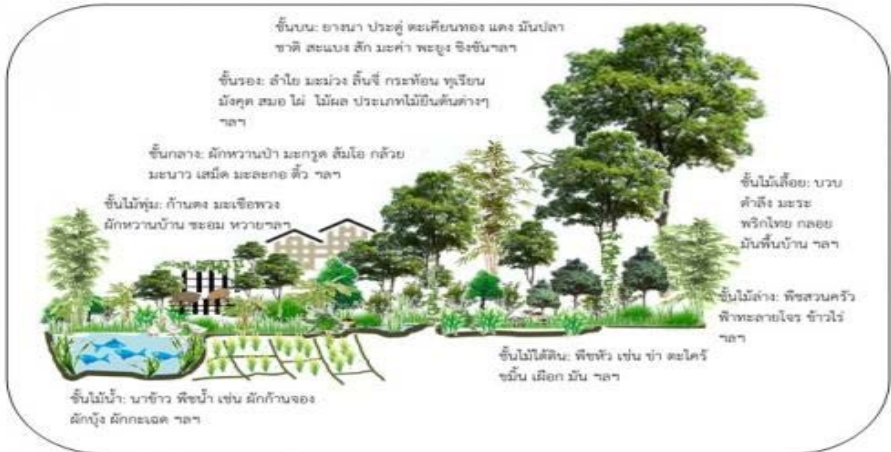 ชั้นบน: ยางนา ประดู่ ตะเคียนทอง แดง มันปลา
ชาติ สะแบง สัก มะค่า พะยูง ชิงชันฯลฯ
ชั้นรอง: ลำใย มะม่วง ลิ้นจี่ กระท้อน ทุเรียน
มังคุด สมอ ไผ่ ไม้ผล ประเภทไม้ยืนต้นต่างๆ
ฯลฯ
ชั้นกลาง: ผักหวานป่า มะกรูด ส้มโอ กล้วย
มะนาว เสม็ด มะละกอ ติ้ว ฯลฯ
ชั้นไม้พุ่ม: ก้านตง มะเขือพวง
ผักหวานบ้าน ชะอม หวายฯลฯ
ชั้นไม้เลื้อย: บวบ
ตำลึง มะระ
พริกไทย กลอย
มันพื้นบ้าน ฯลฯ
ชั้นไม้ล่าง: พืชสวนครัว
ฟ้าทะลายโจร ข้าวไร่
ฯลฯ
ชั้นไม้ใต้ดิน: พืชหัว เช่น ข่า ตะไคร้
ขมิ้น เผือก มัน ฯลฯ
ชั้นไม้น้ำ: นาข้าว พืชน้ำ เช่น ผักก้านจอง
ผักบุ้ง ผักกะเฉด ฯลฯ